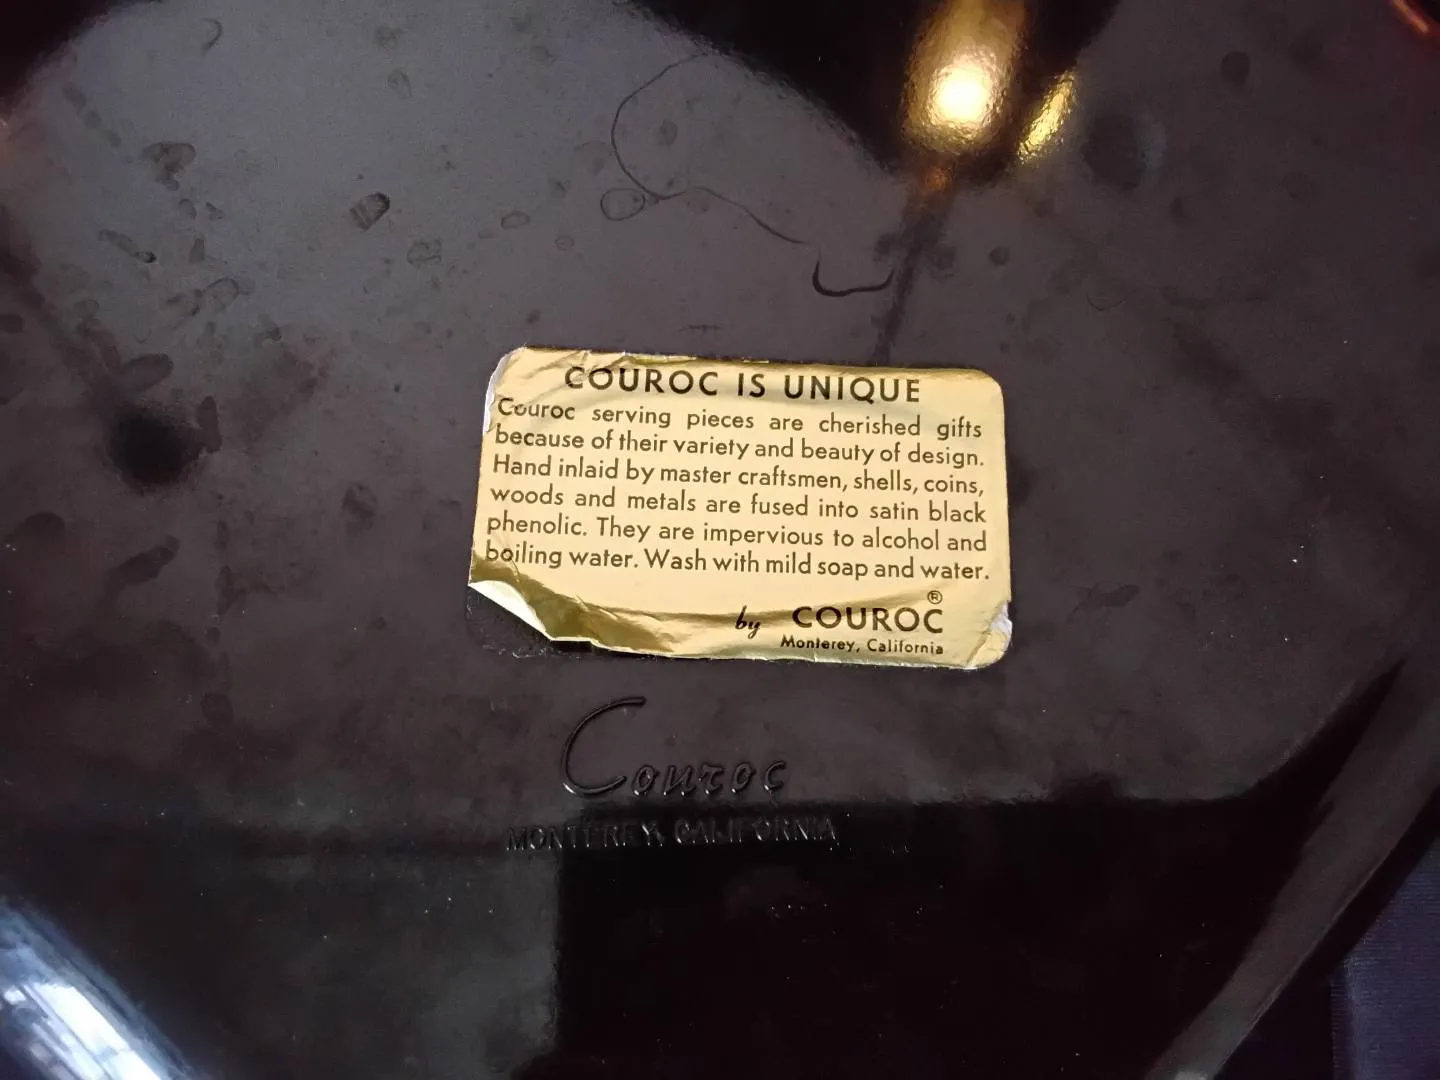 COUROC IS UNIQUE
Couroc serving pieces are cherished gifts
because of their variety and beauty of design.
Hand inlaid by master craftsmen, shells, coins,
woods and metals are fused into satin black
phenolic. They are impervious to alcohol and
boiling water. Wash with mild soap and water.
by COUROC®
Monterey, California
Couroc
MONTEREY, CALIFORNIA